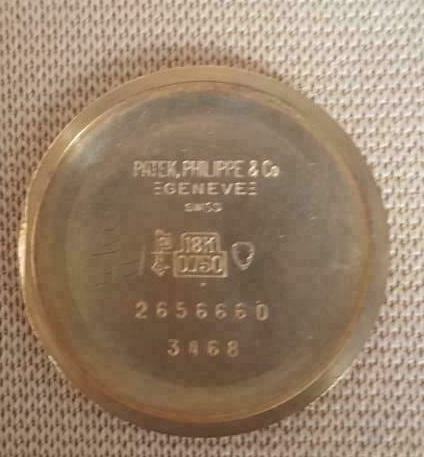 PATEK, PHILIPPE & Co
GENEVE
SWISS
18K
0.750
2656660
3468